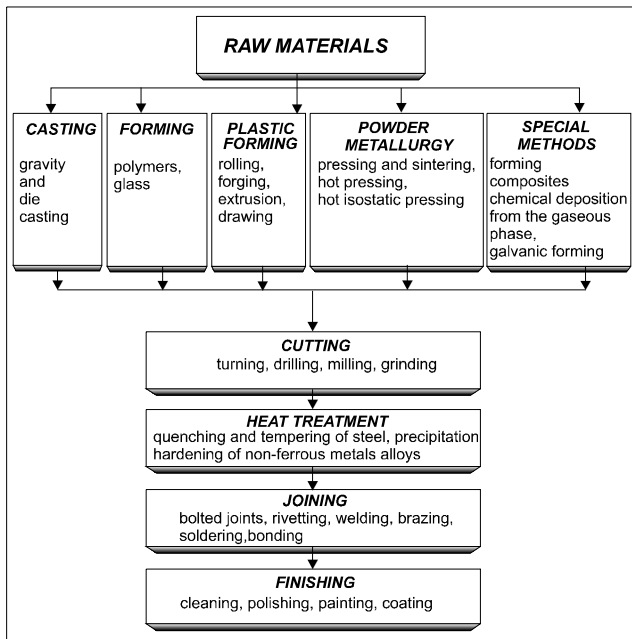 RAW MATERIALS
CASTING
gravity
and
die
casting
FORMING
polymers,
glass
PLASTIC
FORMING
rolling,
forging,
extrusion,
drawing
POWDER
METALLURGY
pressing and sintering,
hot pressing,
hot isostatic pressing
SPECIAL
METHODS
forming
composites
chemical deposition
from the gaseous
phase,
galvanic forming
CUTTING
turning, drilling, milling, grinding
HEAT TREATMENT
quenching and tempering of steel, precipitation
hardening of non-ferrous metals alloys
JOINING
bolted joints, rivetting, welding, brazing,
soldering,bonding
FINISHING
cleaning, polishing, painting, coating